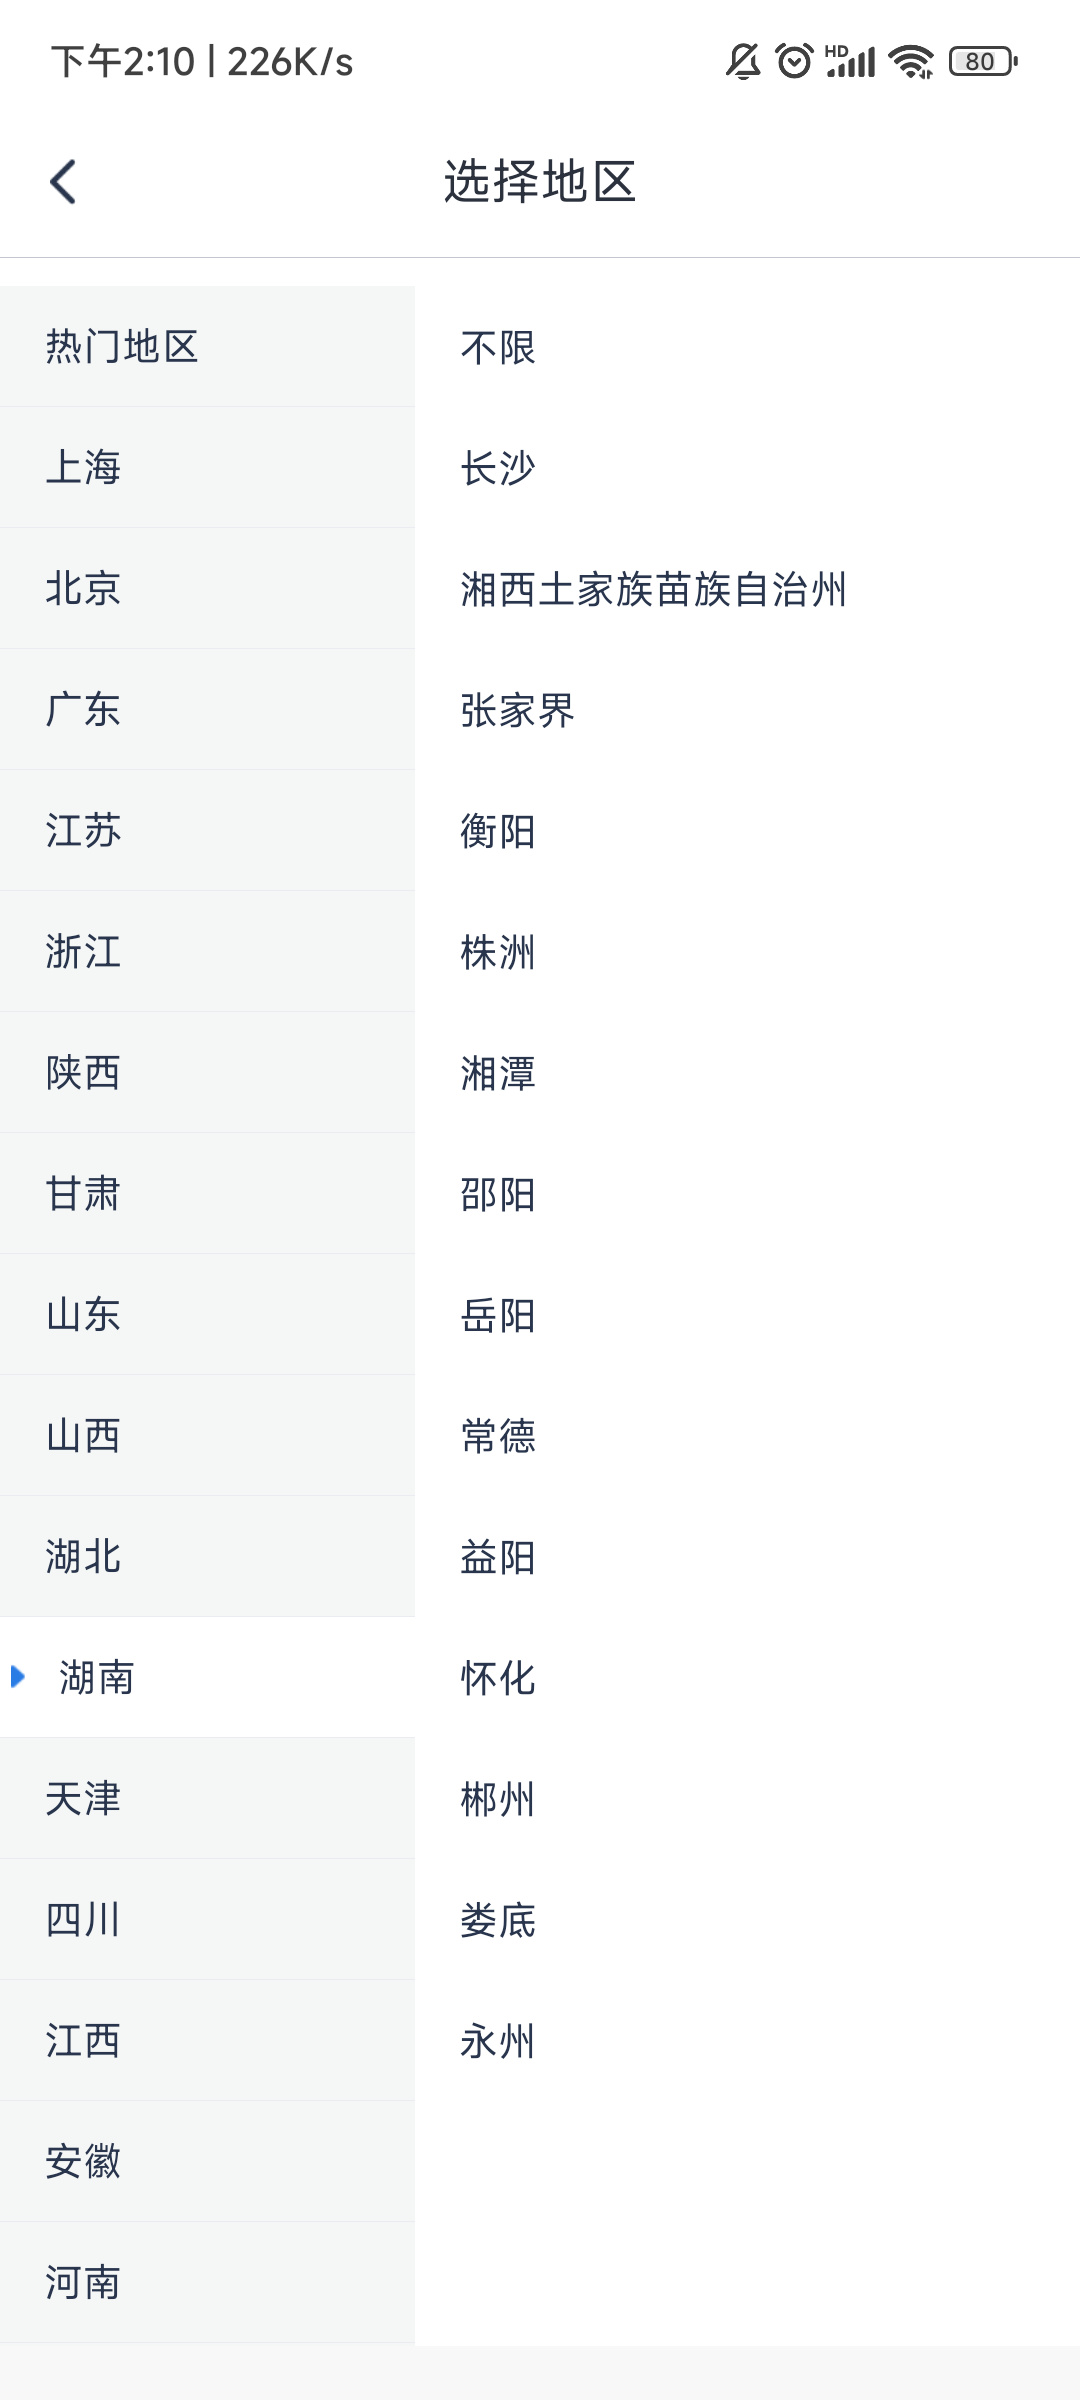 下午2:10 | 226K/s
HD
80
选择地区
热门地区
上海
北京
广东
江苏
浙江
陕西
甘肃
山东
山西
湖北
湖南
天津
四川
江西
安徽
河南
不限
长沙
湘西土家族苗族自治州
张家界
衡阳
株洲
湘潭
邵阳
岳阳
常德
益阳
怀化
郴州
娄底
永州